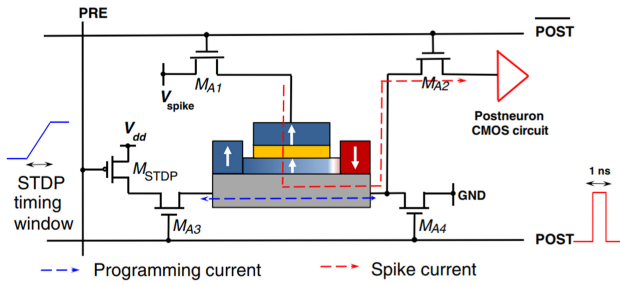 PRE
POST
MA1
MA2
Vspike
Postneuron
CMOS circuit
1 ns
Vdd
MSTDP
STDP
timing
window
MA3
MA4
GND
POST
Programming current
Spike current